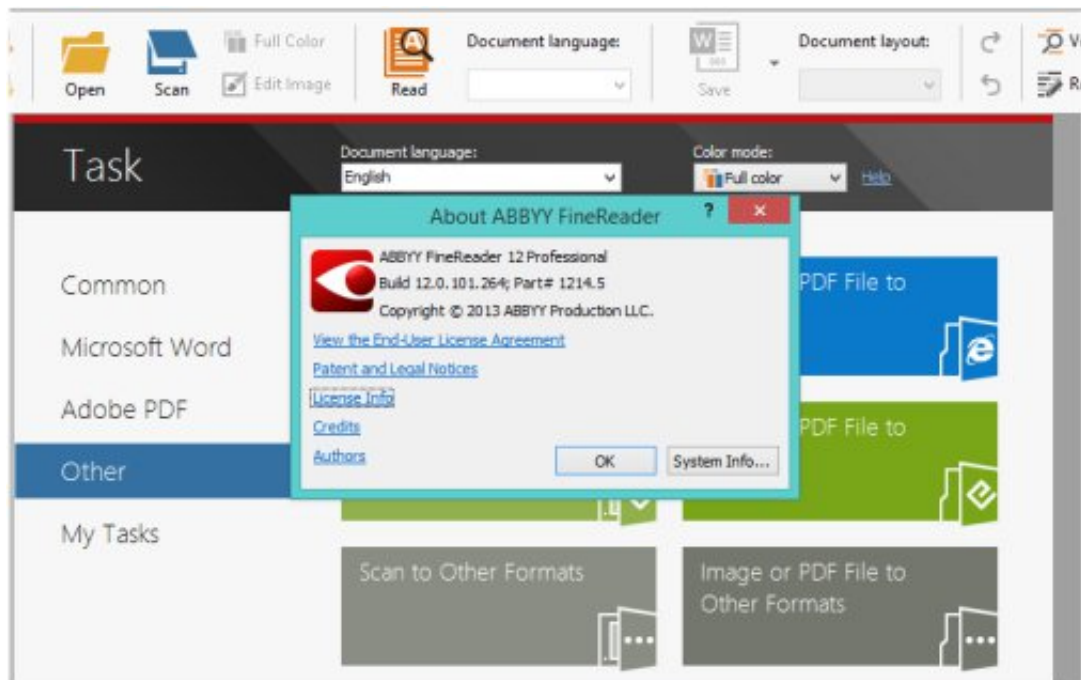 Full Color
Document language:
Document layout:
Open
Scan
Edit Image
Read
Save
Task
Document language:
English
Color mode:
Full color
Help
About ABBYY FineReader
?
ABBYY FineReader 12 Professional
Build 12.0.101.264; Part# 1214.5
Copyright © 2013 ABBYY Production LLC.
View the End-User License Agreement
Patent and Legal Notices
License Info
Credits
Authors
OK
System Info...
Common
Microsoft Word
Adobe PDF
Other
My Tasks
PDF File to
PDF File to
Scan to Other Formats
Image or PDF File to
Other Formats